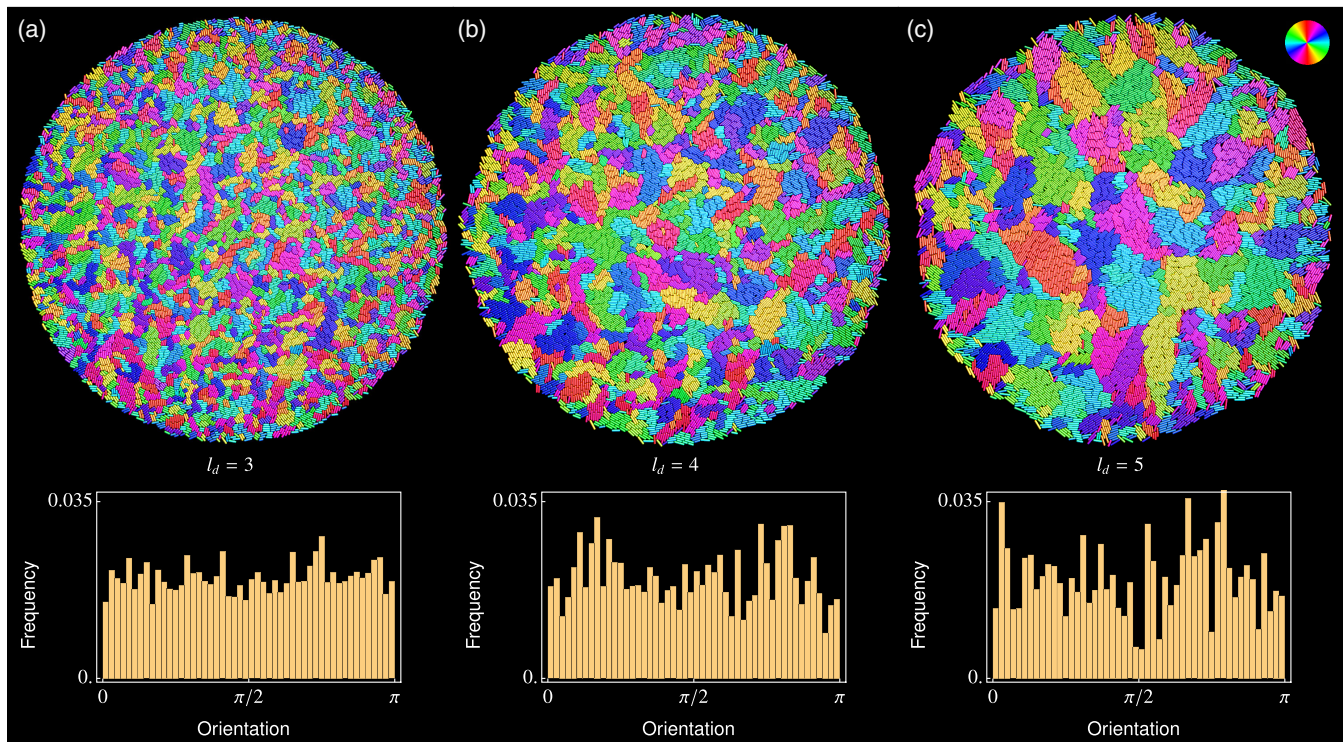 (a)
(b)
(c)
l_d = 3
l_d = 4
l_d = 5
0.035
0.035
0.035
Frequency
Frequency
Frequency
0.
0.
0.
0 π/2 π
0 π/2 π
0 π/2 π
Orientation
Orientation
Orientation